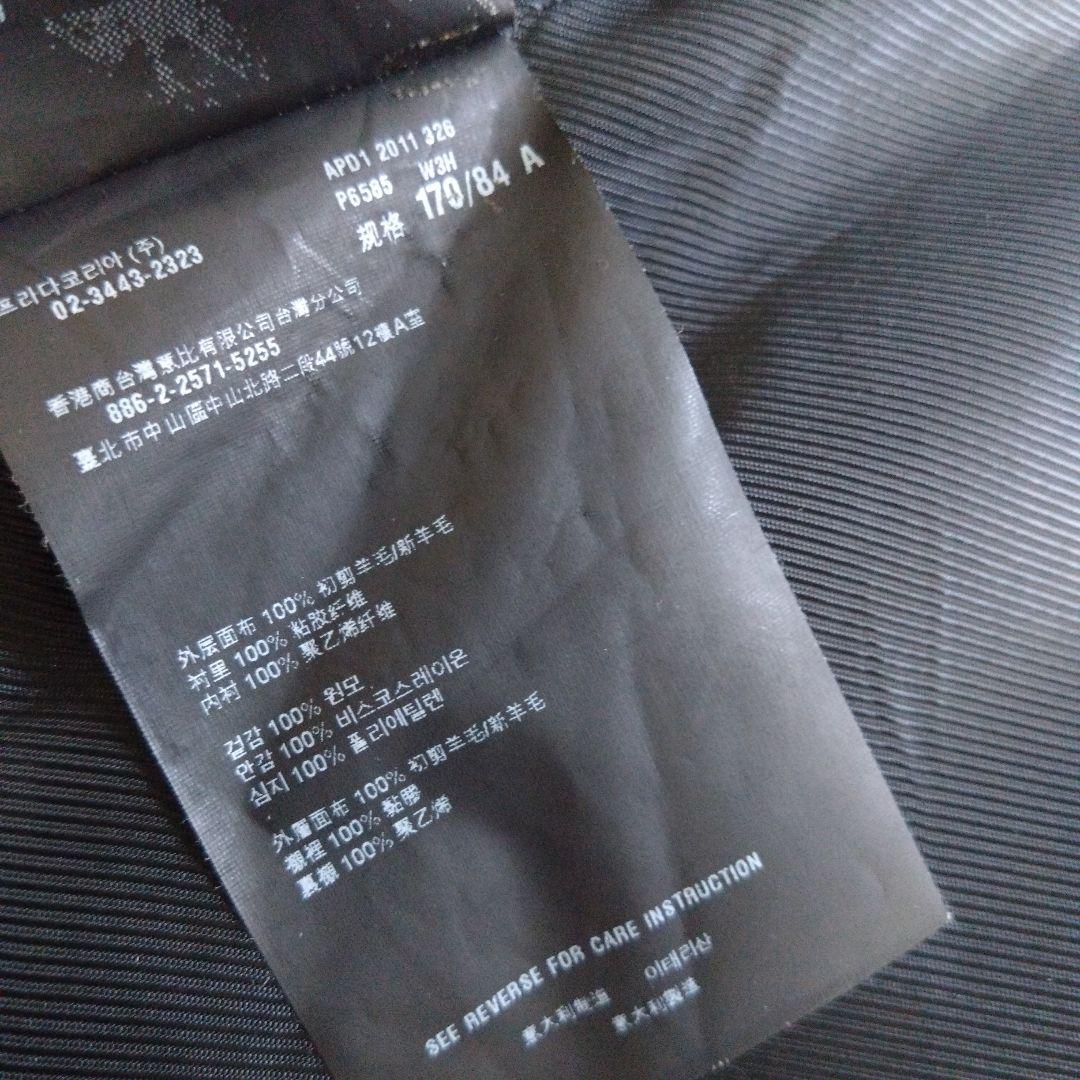 APD1 2011 326
P6585 W3H
规格 170/84 A
프라다코리아 (주)
02-3443-2323
香港商台灣意比有限公司台灣分公司
886-2-2571-5255
臺北市中山區中山北路二段44號12樓A室
外层面布 100% 初剪羊毛/新羊毛
衬里 100% 粘胶纤维
内衬 100% 聚乙烯纤维
겉감 100% 원모
안감 100% 비스코스레이온
심지 100% 폴리에틸렌
外層面布 100% 初剪羊毛/新羊毛
襯裡 100% 黏膠
裏襯 100% 聚乙烯
SEE REVERSE FOR CARE INSTRUCTION
意大利制造 이태리산
意大利製造